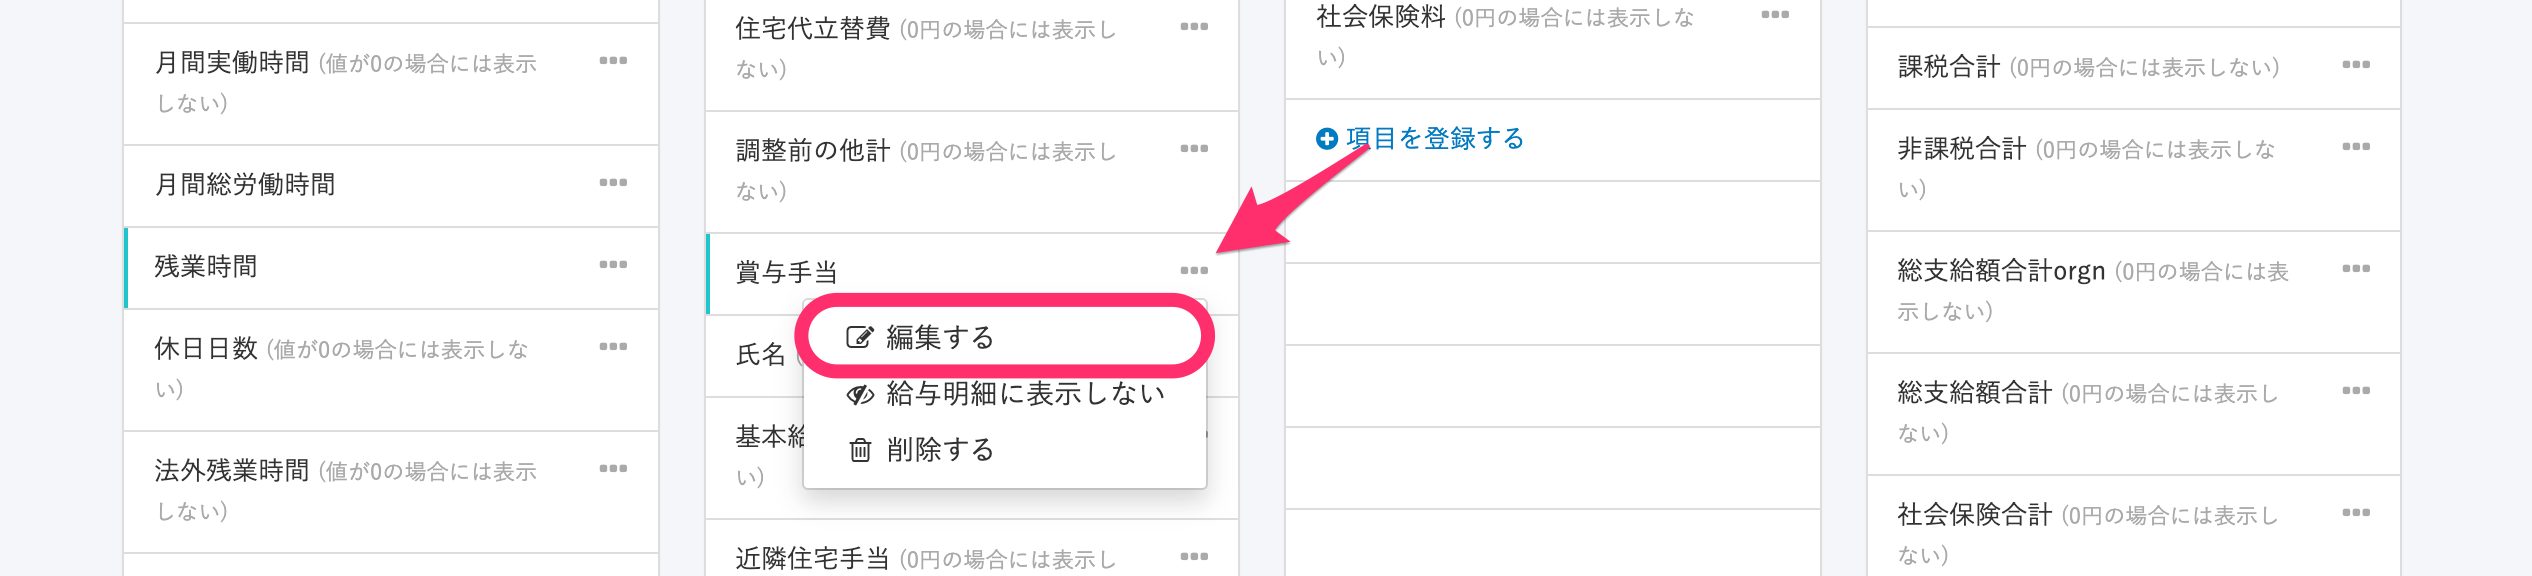 月間実働時間 (値が0の場合には表示
しない)
月間総労働時間
残業時間
休日日数 (値が0の場合には表示しな
い)
法外残業時間 (値が0の場合には表示
しない)
住宅代立替費 (0円の場合には表示し
ない)
調整前の他計 (0円の場合には表示し
ない)
賞与手当
編集する
給与明細に表示しない
削除する
氏名
基本給
い)
近隣住宅手当 (0円の場合には表示し
社会保険料 (0円の場合には表示しな
い)
項目を登録する
課税合計 (0円の場合には表示しない)
非課税合計 (0円の場合には表示しな
い)
総支給額合計orgn (0円の場合には表
示しない)
総支給額合計 (0円の場合には表示し
ない)
社会保険合計 (0円の場合には表示し
ない)